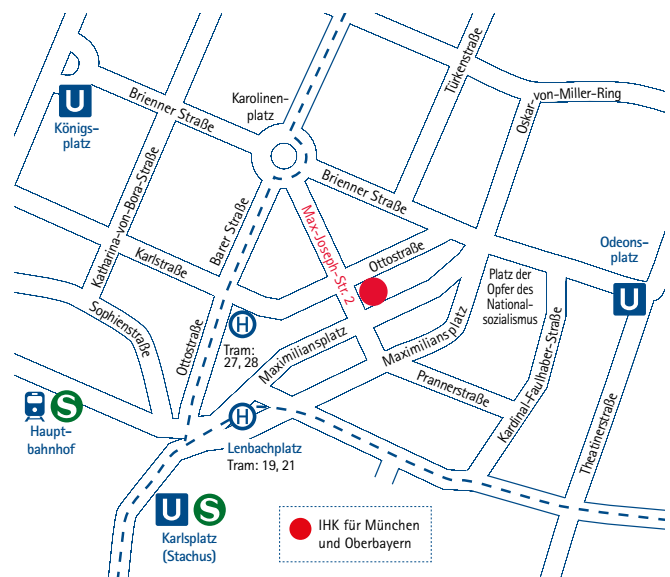 Karolinen-
platz
Türkenstraße
Oskar-von-Miller-Ring
U
Königs-
platz
Brienner Straße
Katharina-von-Bora-Straße
Barer Straße
Brienner Straße
Max-Joseph-Str. 2
Ottostraße
Odeons-
platz
U
Karlstraße
Platz der
Opfer des
National-
sozialismus
Sophienstraße
Ottostraße
H
Tram:
27, 28
Maximiliansplatz
Maximiliansplatz
Prannerstraße
Kardinal-Faulhaber-Straße
Theatinerstraße
S
Haupt-
bahnhof
H
Lenbachplatz
Tram: 19, 21
U S
Karlsplatz
(Stachus)
IHK für München
und Oberbayern